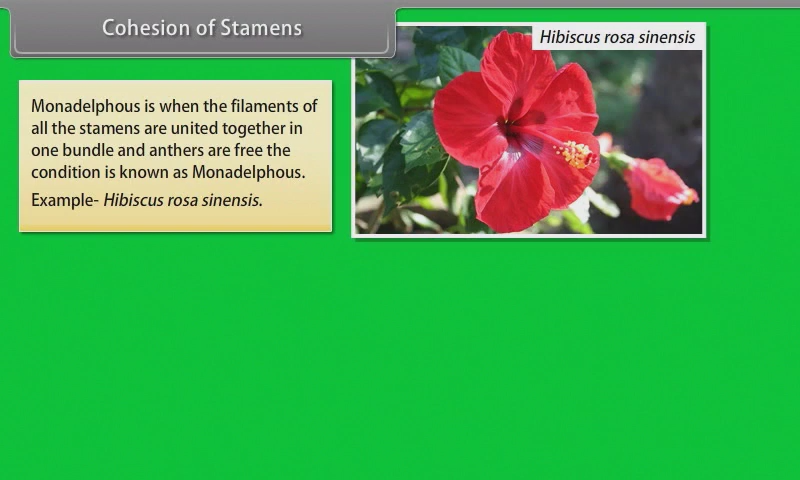 Cohesion of Stamens
Hibiscus rosa sinensis
Monadelphous is when the filaments of
all the stamens are united together in
one bundle and anthers are free the
condition is known as Monadelphous.
Example- Hibiscus rosa sinensis.